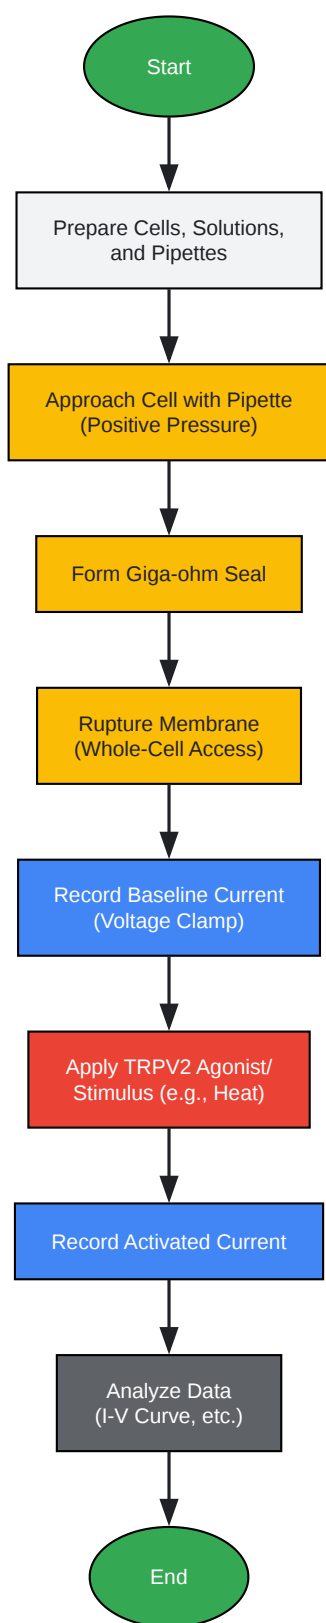 Start
Prepare Cells, Solutions,
and Pipettes
Approach Cell with Pipette
(Positive Pressure)
Form Giga-ohm Seal
Rupture Membrane
(Whole-Cell Access)
Record Baseline Current
(Voltage Clamp)
Apply TRPV2 Agonist/
Stimulus (e.g., Heat)
Record Activated Current
Analyze Data
(I-V Curve, etc.)
End